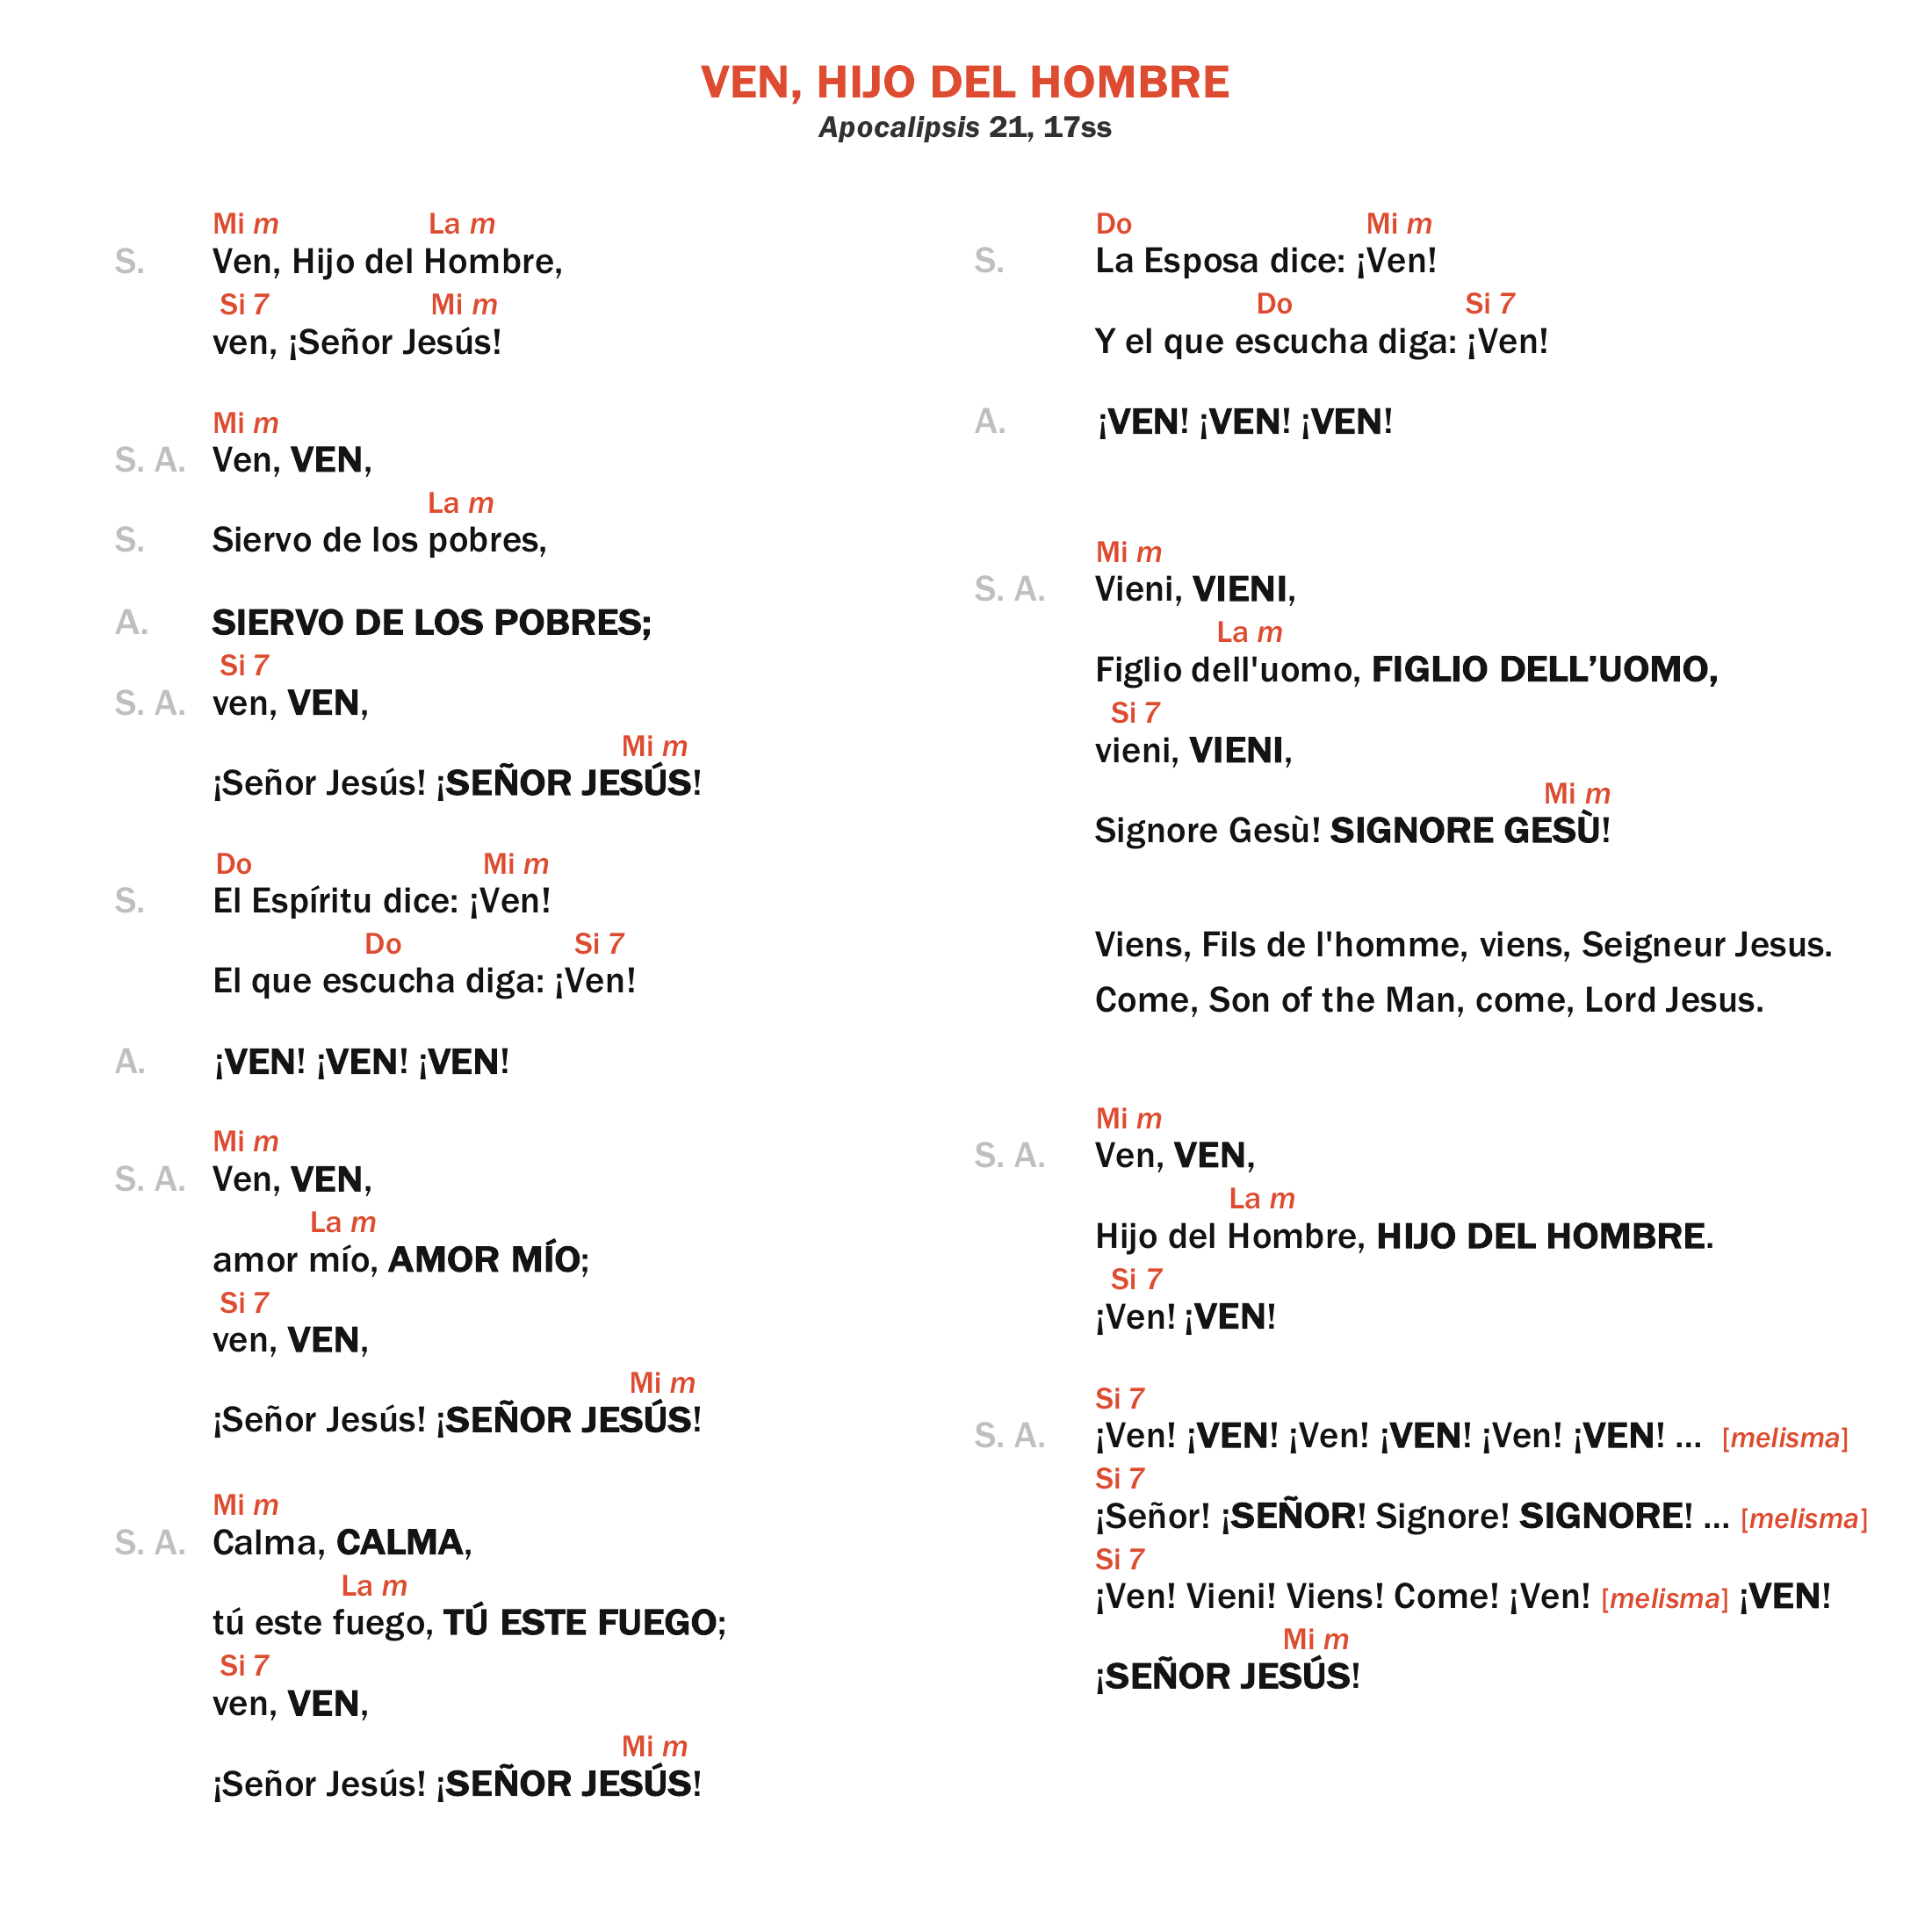 VEN, HIJO DEL HOMBRE
Apocalipsis 21, 17ss
Mi m La m
S. Ven, Hijo del Hombre,
Si 7 Mi m
ven, ¡Señor Jesús!
Mi m
S. A. Ven, VEN,
La m
S. Siervo de los pobres,
A. SIERVO DE LOS POBRES;
Si 7
S. A. ven, VEN,
Mi m
¡Señor Jesús! ¡SEÑOR JESÚS!
Do Mi m
S. El Espíritu dice: ¡Ven!
Do Si 7
El que escucha diga: ¡Ven!
A. ¡VEN! ¡VEN! ¡VEN!
Mi m
S. A. Ven, VEN,
La m
amor mío, AMOR MÍO;
Si 7
ven, VEN,
Mi m
¡Señor Jesús! ¡SEÑOR JESÚS!
Mi m
S. A. Calma, CALMA,
La m
tú este fuego, TÚ ESTE FUEGO;
Si 7
ven, VEN,
Mi m
¡Señor Jesús! ¡SEÑOR JESÚS!
Do Mi m
S. La Esposa dice: ¡Ven!
Do Si 7
Y el que escucha diga: ¡Ven!
A. ¡VEN! ¡VEN! ¡VEN!
Mi m
S. A. Vieni, VIENI,
La m
Figlio dell'uomo, FIGLIO DELL’UOMO,
Si 7
vieni, VIENI,
Mi m
Signore Gesù! SIGNORE GESÙ!
Viens, Fils de l'homme, viens, Seigneur Jesus.
Come, Son of the Man, come, Lord Jesus.
Mi m
S. A. Ven, VEN,
La m
Hijo del Hombre, HIJO DEL HOMBRE.
Si 7
¡Ven! ¡VEN!
Si 7
S. A. ¡Ven! ¡VEN! ¡Ven! ¡VEN! ¡Ven! ¡VEN! ... [melisma]
Si 7
¡Señor! ¡SEÑOR! Signore! SIGNORE! ... [melisma]
Si 7
¡Ven! Vieni! Viens! Come! ¡Ven! [melisma] ¡VEN!
Mi m
¡SEÑOR JESÚS!